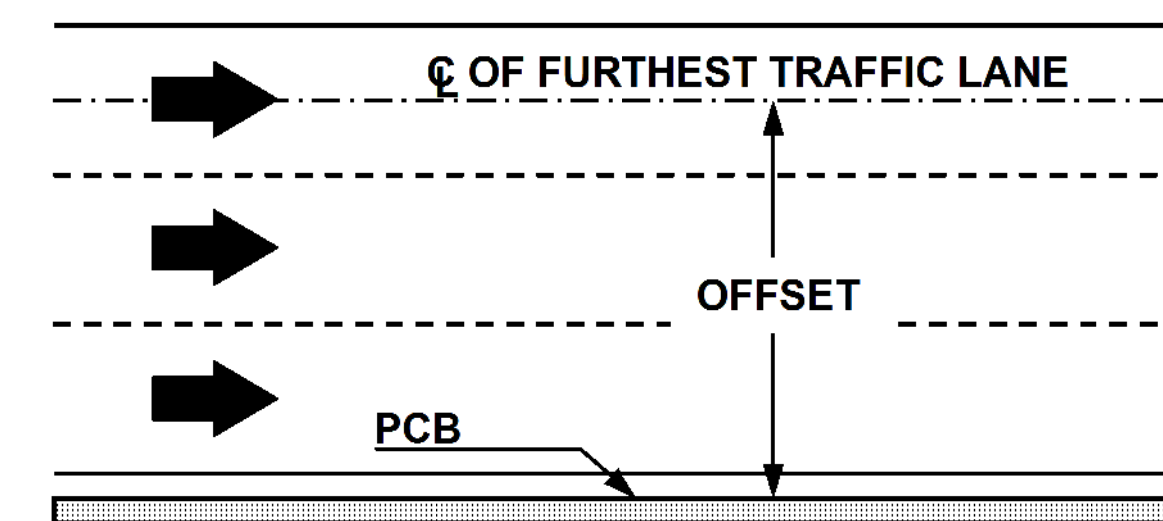 ℄ OF FURTHEST TRAFFIC LANE
OFFSET
PCB